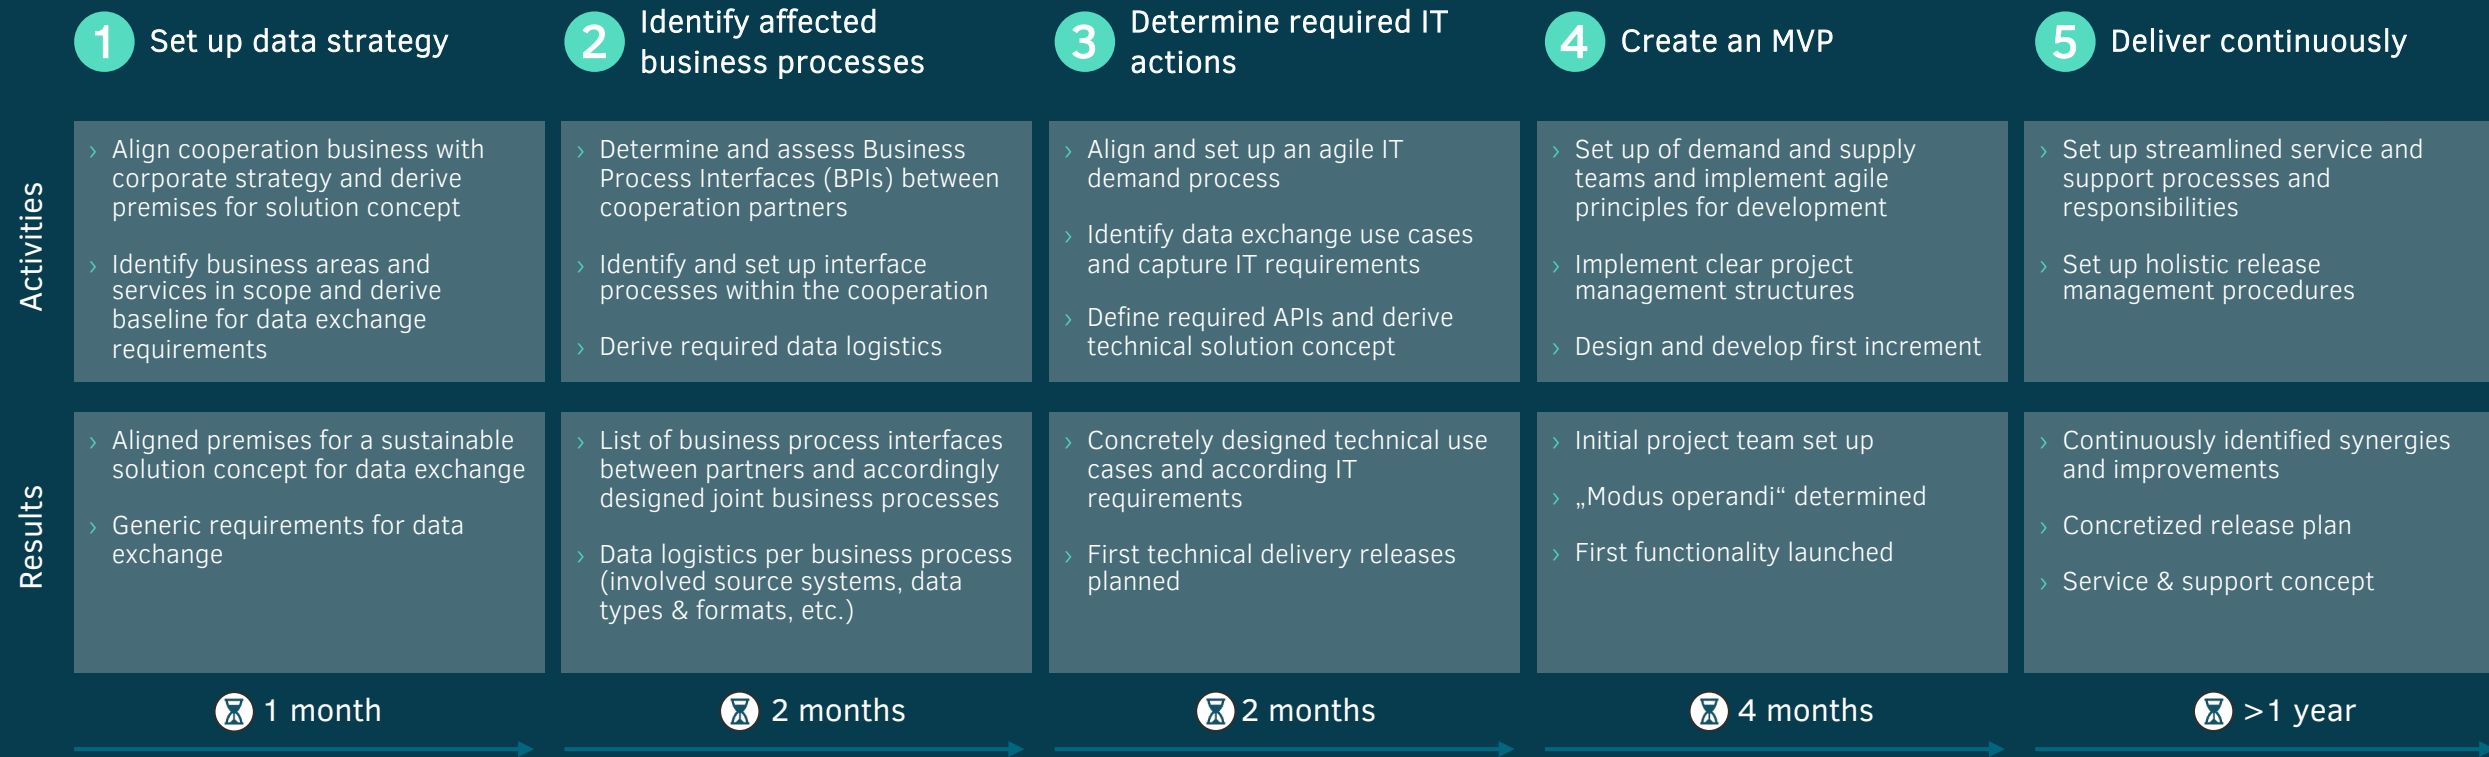 1
Set up data strategy
2
Identify affected
business processes
3
Determine required IT
actions
4
Create an MVP
5
Deliver continuously
Activities
› Align cooperation business with
corporate strategy and derive
premises for solution concept
› Identify business areas and
services in scope and derive
baseline for data exchange
requirements
› Determine and assess Business
Process Interfaces (BPIs) between
cooperation partners
› Identify and set up interface
processes within the cooperation
› Derive required data logistics
› Align and set up an agile IT
demand process
› Identify data exchange use cases
and capture IT requirements
› Define required APIs and derive
technical solution concept
› Set up of demand and supply
teams and implement agile
principles for development
› Implement clear project
management structures
› Design and develop first increment
› Set up streamlined service and
support processes and
responsibilities
› Set up holistic release
management procedures
Results
› Aligned premises for a sustainable
solution concept for data exchange
› Generic requirements for data
exchange
› List of business process interfaces
between partners and accordingly
designed joint business processes
› Data logistics per business process
(involved source systems, data
types & formats, etc.)
› Concretely designed technical use
cases and according IT
requirements
› First technical delivery releases
planned
› Initial project team set up
› „Modus operandi“ determined
› First functionality launched
› Continuously identified synergies
and improvements
› Concretized release plan
› Service & support concept
1 month
2 months
2 months
4 months
>1 year